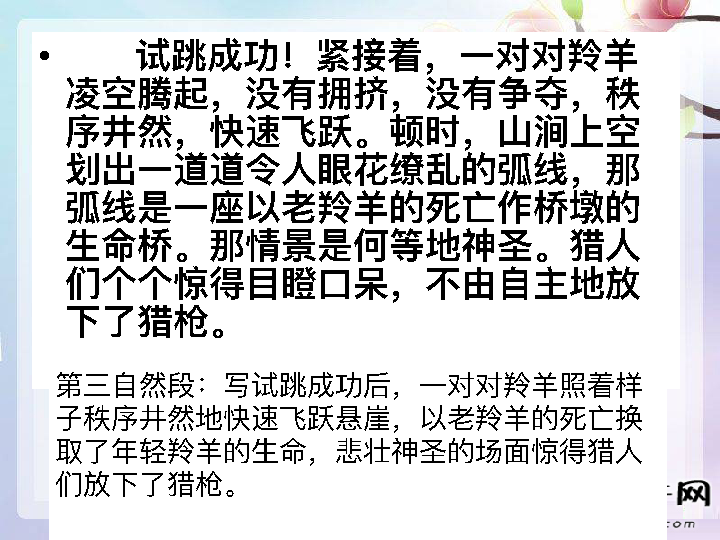 • 试跳成功！紧接着，一对对羚羊
凌空腾起，没有拥挤，没有争夺，秩
序井然，快速飞跃。顿时，山涧上空
划出一道道令人眼花缭乱的弧线，那
弧线是一座以老羚羊的死亡作桥墩的
生命桥。那情景是何等地神圣。猎人
们个个惊得目瞪口呆，不由自主地放
下了猎枪。
第三自然段：写试跳成功后，一对对羚羊照着样
子秩序井然地快速飞跃悬崖，以老羚羊的死亡换
取了年轻羚羊的生命，悲壮神圣的场面惊得猎人
们放下了猎枪。
网
.com